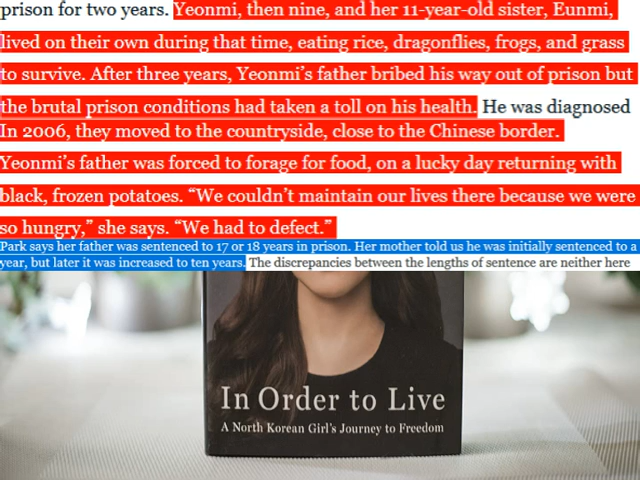 prison for two years. Yeonmi, then nine, and her 11-year-old sister, Eunmi,
lived on their own during that time, eating rice, dragonflies, frogs, and grass
to survive. After three years, Yeonmi's father bribed his way out of prison but
the brutal prison conditions had taken a toll on his health. He was diagnosed
In 2006, they moved to the countryside, close to the Chinese border.
Yeonmi's father was forced to forage for food, on a lucky day returning with
black, frozen potatoes. “We couldn't maintain our lives there because we were
so hungry,” she says. “We had to defect.”
Park says her father was sentenced to 17 or 18 years in prison. Her mother told us he was initially sentenced to a
year, but later it was increased to ten years. The discrepancies between the lengths of sentence are neither here
In Order to Live
A North Korean Girl's Journey to Freedom